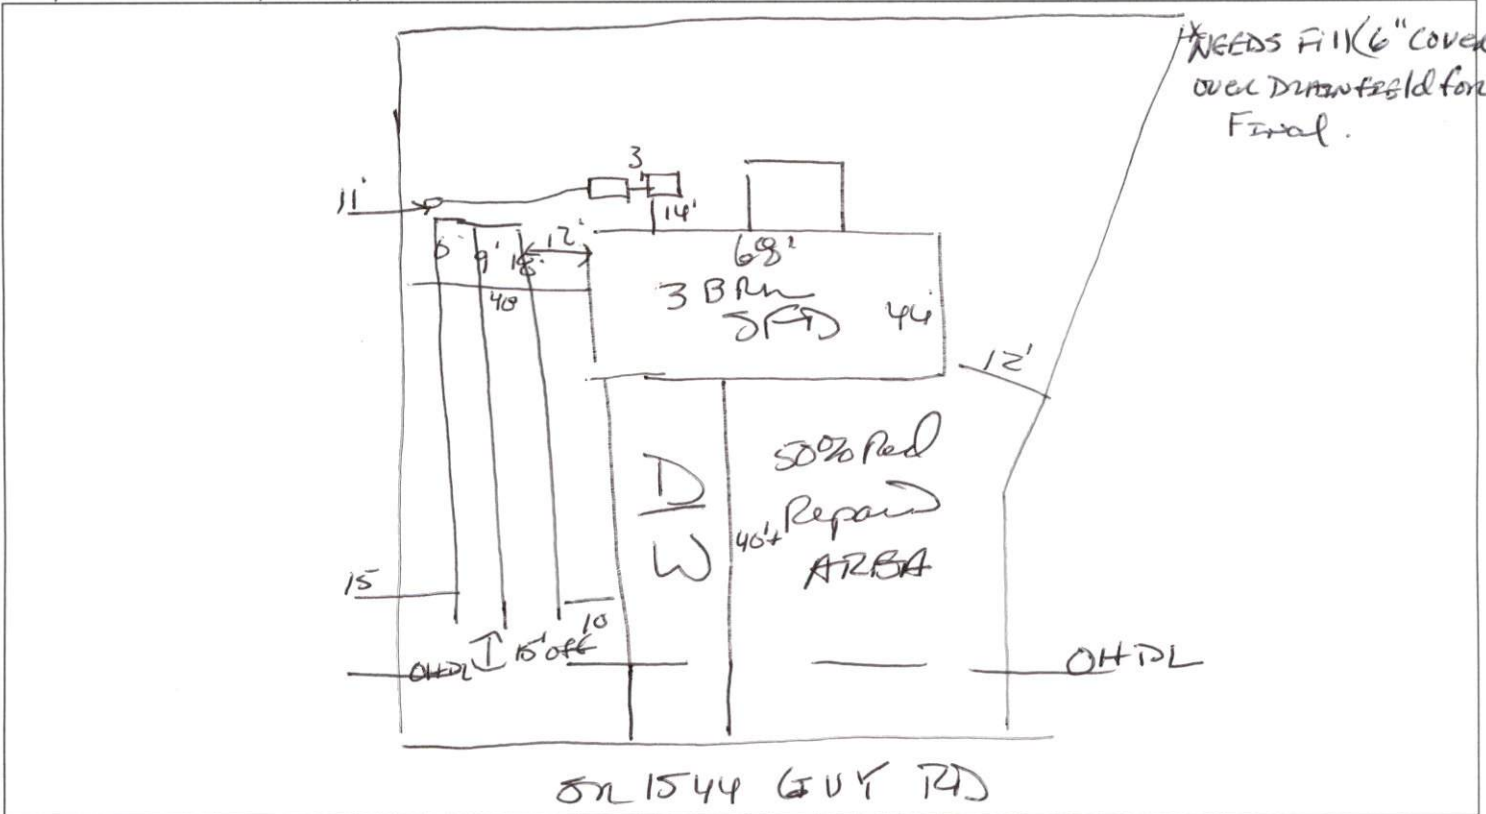 *NEEDS Fill (6" Cover
over Drainfield for
Final.
3'
11'
14'
0' 9' 18' 12'
68'
40
3 BRM
SFD 44'
12'
50% Red
D
W
40'+ Repair
AREA
15
10
OHDL 15' off
OHDL
SR 1544 GUY RD